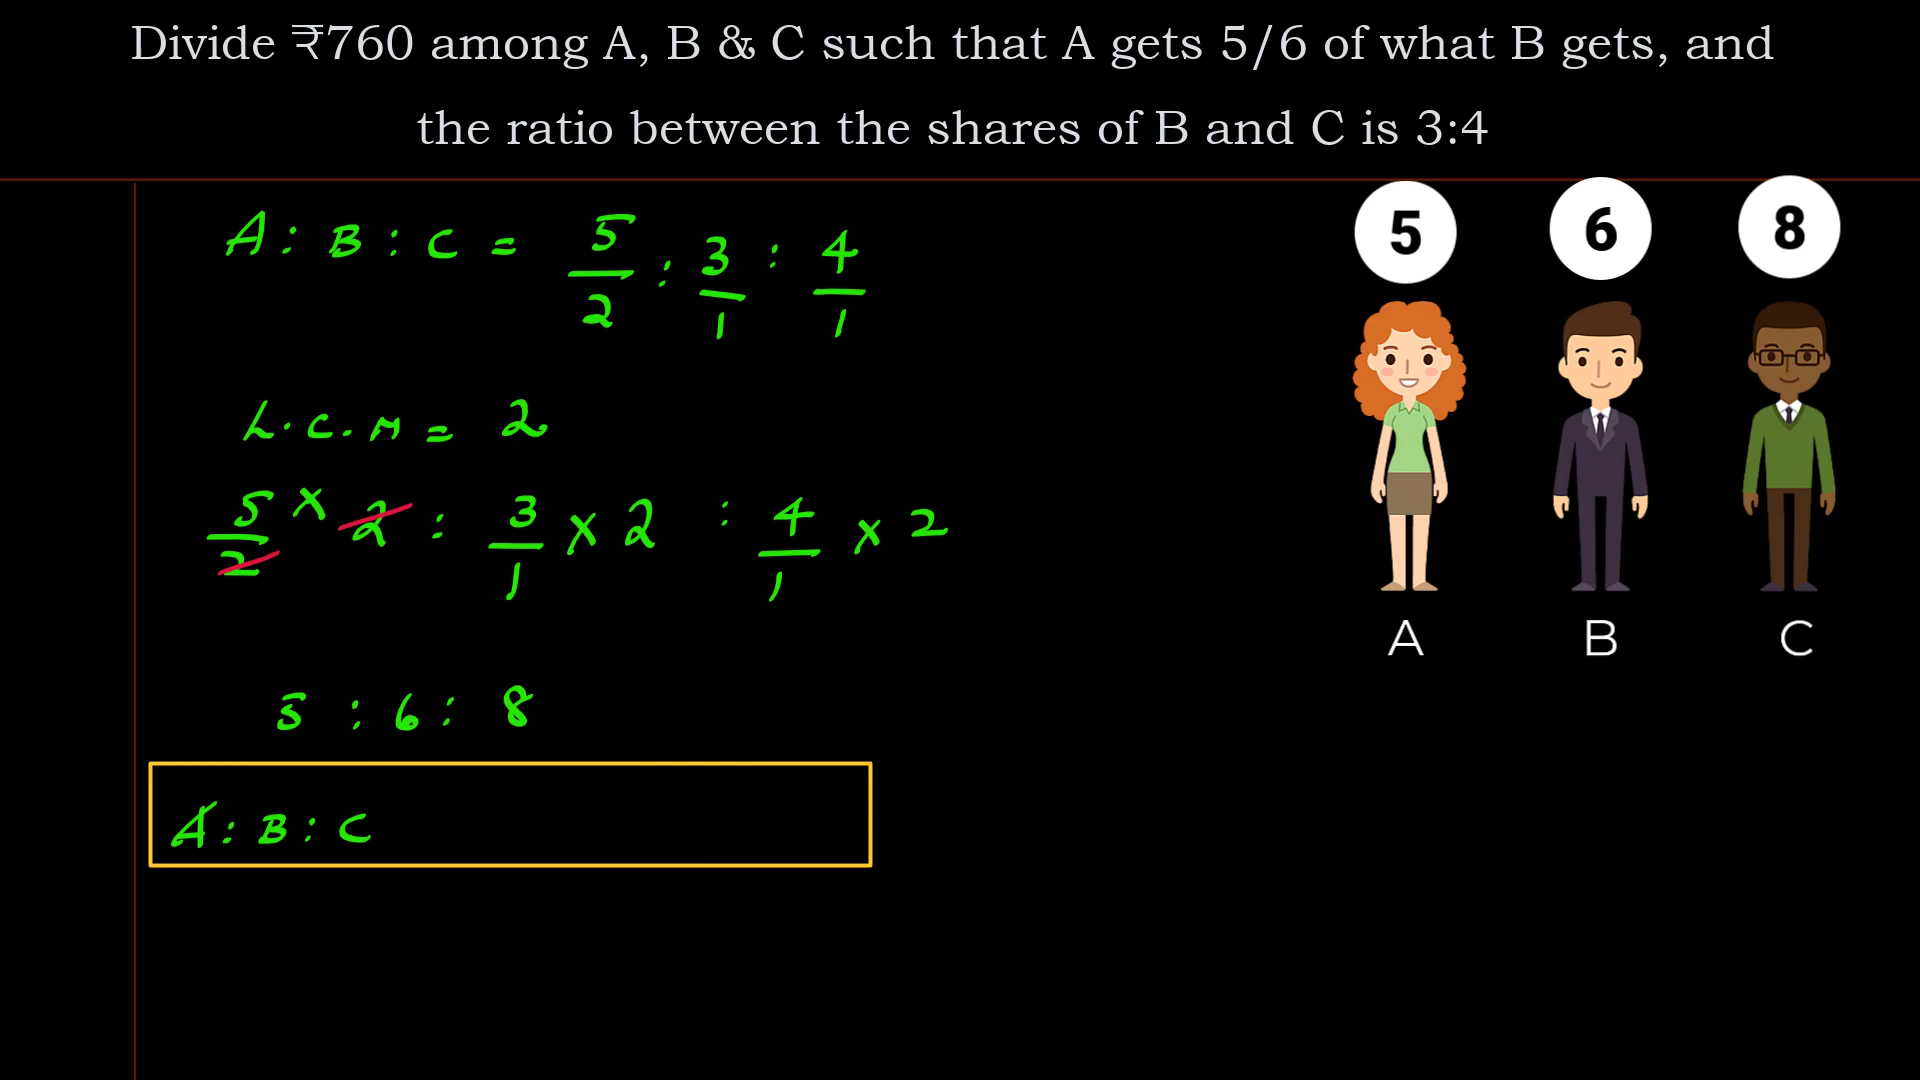 Divide ₹760 among A, B & C such that A gets 5/6 of what B gets, and
the ratio between the shares of B and C is 3:4
A : B : C = 5/2 : 3/1 : 4/1
5 6 8
L.C.M = 2
5/2 × 2 : 3/1 × 2 : 4/1 × 2
A B C
5 : 6 : 8
A : B : C